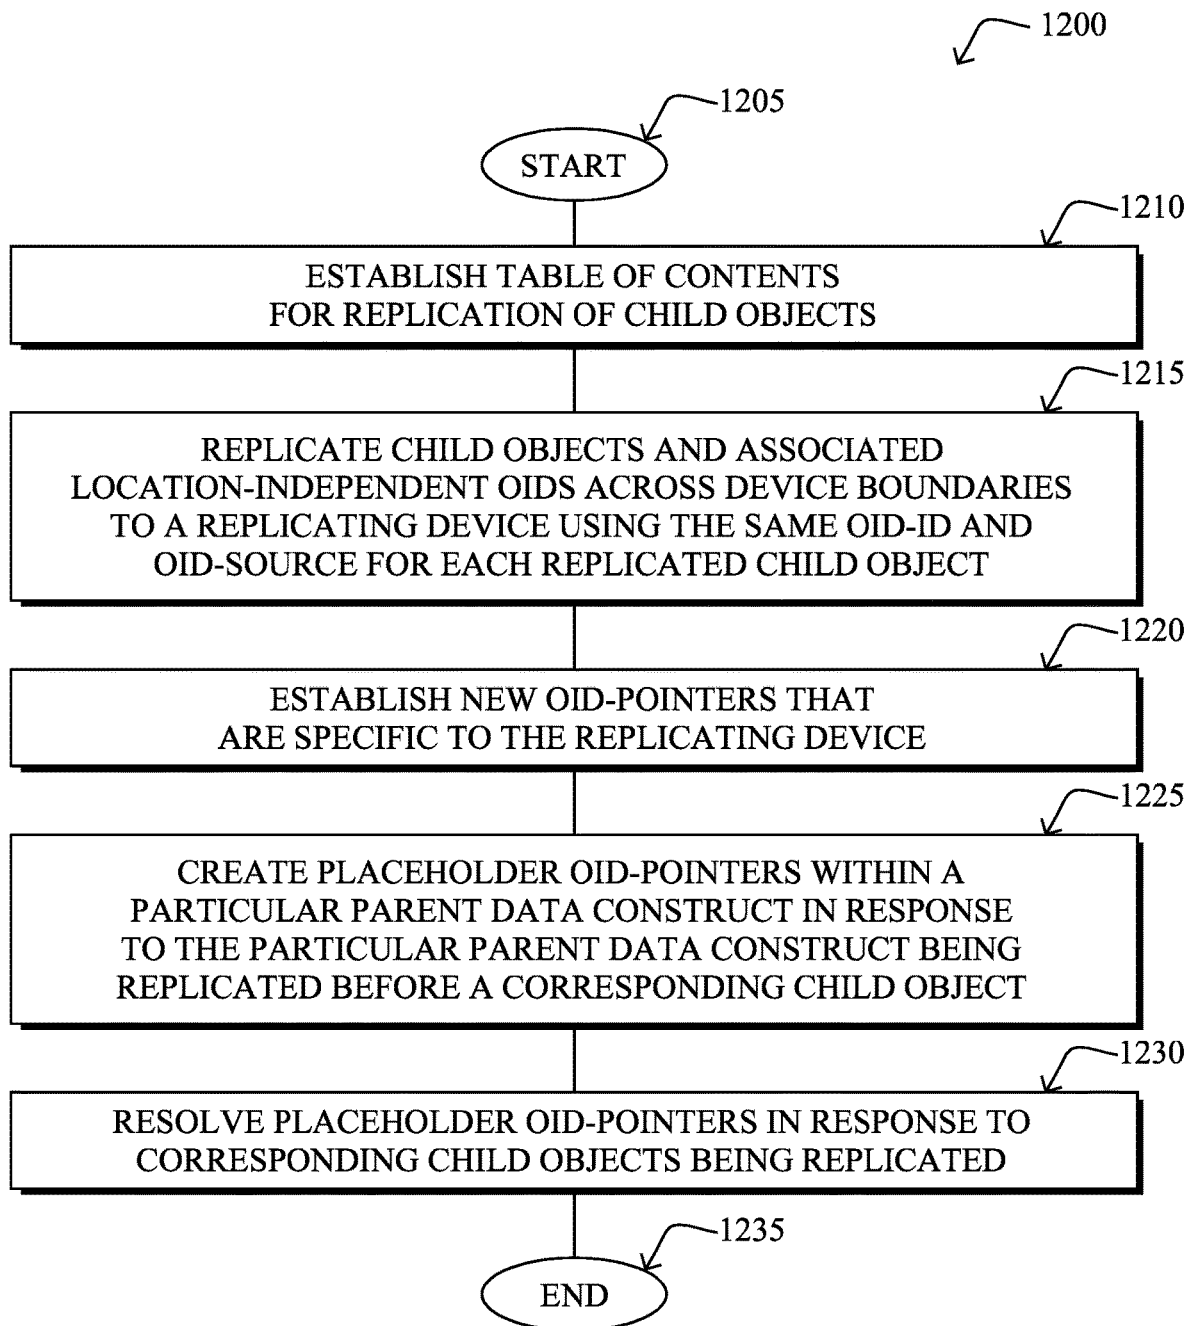 1200
1205
START
1210
ESTABLISH TABLE OF CONTENTS
FOR REPLICATION OF CHILD OBJECTS
1215
REPLICATE CHILD OBJECTS AND ASSOCIATED
LOCATION-INDEPENDENT OIDS ACROSS DEVICE BOUNDARIES
TO A REPLICATING DEVICE USING THE SAME OID-ID AND
OID-SOURCE FOR EACH REPLICATED CHILD OBJECT
1220
ESTABLISH NEW OID-POINTERS THAT
ARE SPECIFIC TO THE REPLICATING DEVICE
1225
CREATE PLACEHOLDER OID-POINTERS WITHIN A
PARTICULAR PARENT DATA CONSTRUCT IN RESPONSE
TO THE PARTICULAR PARENT DATA CONSTRUCT BEING
REPLICATED BEFORE A CORRESPONDING CHILD OBJECT
1230
RESOLVE PLACEHOLDER OID-POINTERS IN RESPONSE TO
CORRESPONDING CHILD OBJECTS BEING REPLICATED
1235
END